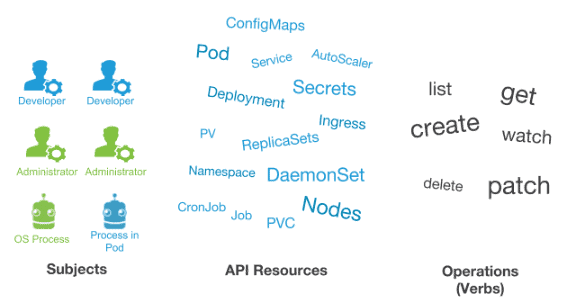 ConfigMaps
Pod
Service
AutoScaler
Developer
Developer
Secrets
Deployment
list
get
Ingress
create
watch
PV
ReplicaSets
Administrator
Administrator
Namespace
DaemonSet
delete
patch
CronJob
Job
PVC
Nodes
OS Process
Process in
Pod
Subjects
API Resources
Operations
(Verbs)